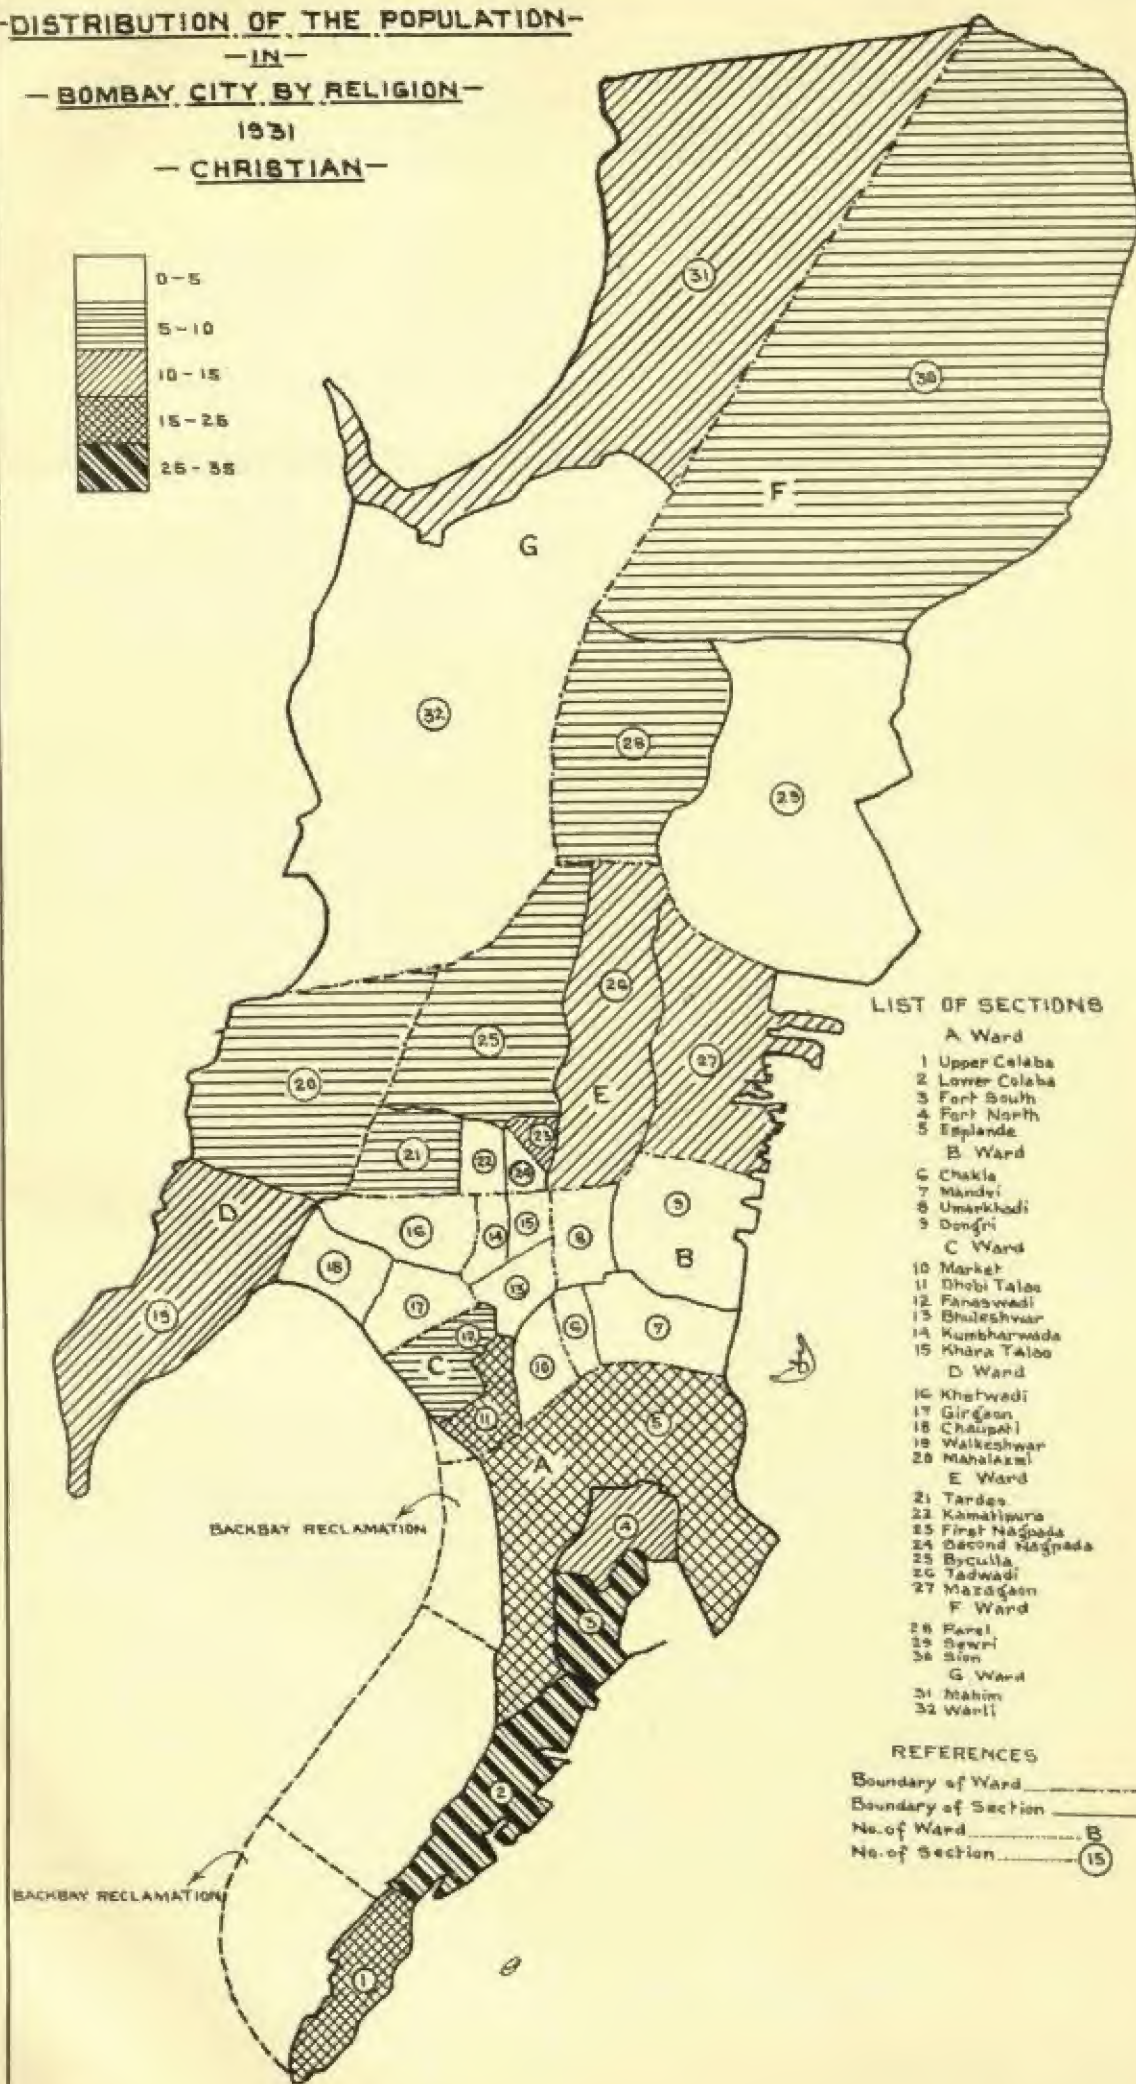 -DISTRIBUTION OF THE POPULATION-
-IN-
-BOMBAY CITY BY RELIGION-
1931
-CHRISTIAN-
0-5
5-10
10-15
15-25
25-35
31
30
F
G
32
28
29
26
25
20
27
E
23
21
22
24
D
9
16
15
14
8
B
18
13
17
19
12
6
7
C
10
11
5
A
BACKBAY RECLAMATION
4
3
2
BACKBAY RECLAMATION
1
LIST OF SECTIONS
A Ward
1 Upper Colaba
2 Lower Colaba
3 Fort South
4 Fort North
5 Esplande
B Ward
6 Chakla
7 Mandvi
8 Umarkhadi
9 Dongri
C Ward
10 Market
11 Dhobi Talao
12 Fanaswadi
13 Bhuleshwar
14 Kumbharwada
15 Khara Talao
D Ward
16 Khetwadi
17 Girgaon
18 Chaupati
19 Walkeshwar
20 Mahalaxmi
E Ward
21 Tardeo
22 Kamatipura
23 First Nagpada
24 Second Nagpada
25 Byculla
26 Tadwadi
27 Mazagaon
F Ward
28 Parel
29 Sewri
30 Sion
G Ward
31 Mahim
32 Warli
REFERENCES
Boundary of Ward
Boundary of Section
No. of Ward B
No. of Section 15